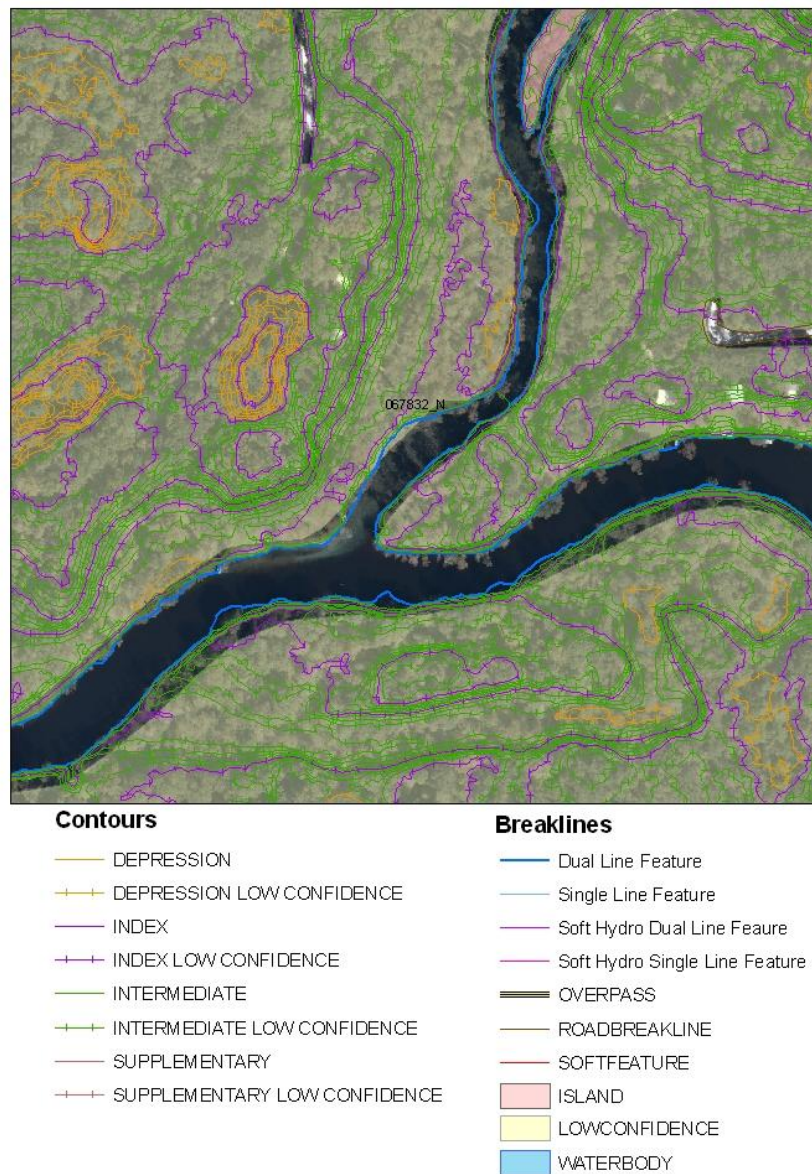 067832_N
Contours
DEPRESSION
DEPRESSION LOW CONFIDENCE
INDEX
INDEX LOW CONFIDENCE
INTERMEDIATE
INTERMEDIATE LOW CONFIDENCE
SUPPLEMENTARY
SUPPLEMENTARY LOW CONFIDENCE
Breaklines
Dual Line Feature
Single Line Feature
Soft Hydro Dual Line Feaure
Soft Hydro Single Line Feature
OVERPASS
ROADBREAKLINE
SOFTFEATURE
ISLAND
LOWCONFIDENCE
WATERBODY